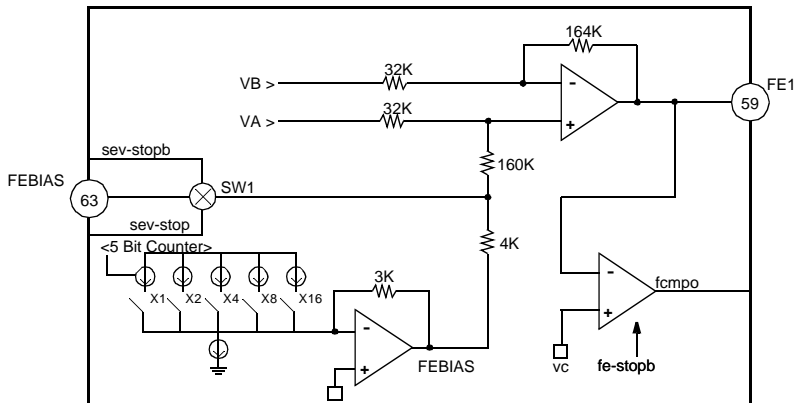 164K
32K
VB >
FE1
32K
59
VA >
sev-stopb
160K
FEBIAS
SW1
63
sev-stop
<5 Bit Counter>
4K
3K
X1 X2 X4 X8 X16
fcmpo
FEBIAS
vc
fe-stopb